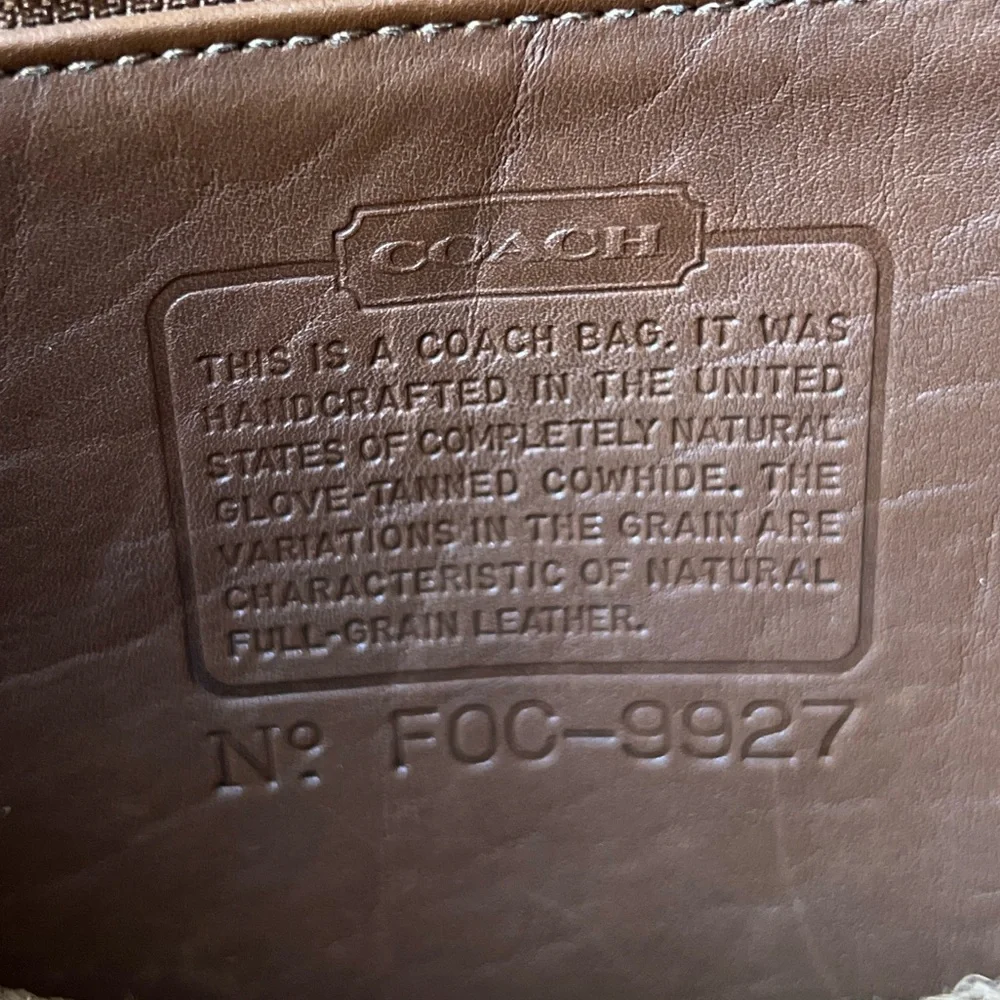 COACH
THIS IS A COACH BAG. IT WAS
HANDCRAFTED IN THE UNITED
STATES OF COMPLETELY NATURAL
GLOVE-TANNED COWHIDE. THE
VARIATIONS IN THE GRAIN ARE
CHARACTERISTIC OF NATURAL
FULL-GRAIN LEATHER.
Nº FOC-9927